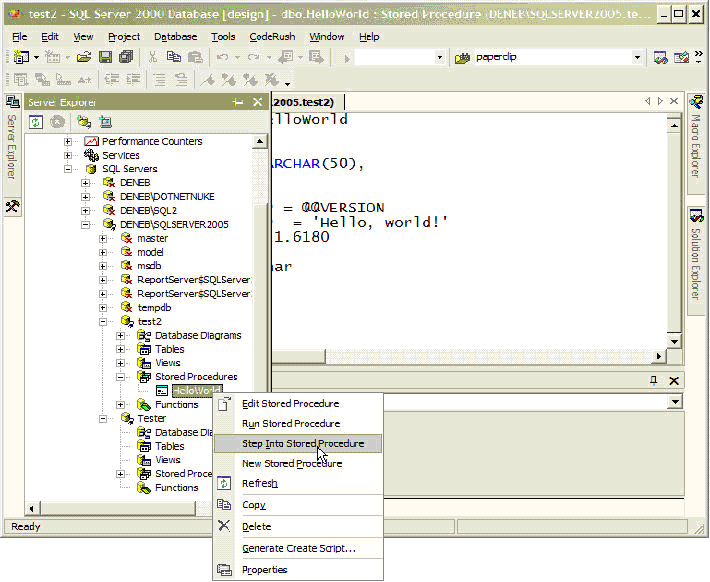 test2 - SQL Server 2000 Database [design] - dbo.HelloWorld : Stored Procedure (DENEB\SQLSERVER2005.te...
File Edit View Project Database Tools CodeRush Window Help
paperclip
Server Explorer
2005.test2)
Server Explorer
Macro Explorer
Solution Explorer
Performance Counters
Services
SQL Servers
DENEB
DENEB\DOTNETNUKE
DENEB\SQL2
DENEB\SQLSERVER2005
master
model
msdb
ReportServer$SQLServer
ReportServer$SQLServer
tempdb
test2
Database Diagrams
Tables
Views
Stored Procedures
HelloWorld
Functions
Tester
Database Dia
Tables
Views
Stored Proce
Functions
elloWorld
ARCHAR(50),
= @@VERSION
= 'Hello, world!'
1.6180
har
Edit Stored Procedure
Run Stored Procedure
Step Into Stored Procedure
New Stored Procedure
Refresh
Copy
Delete
Generate Create Script...
Properties
Ready